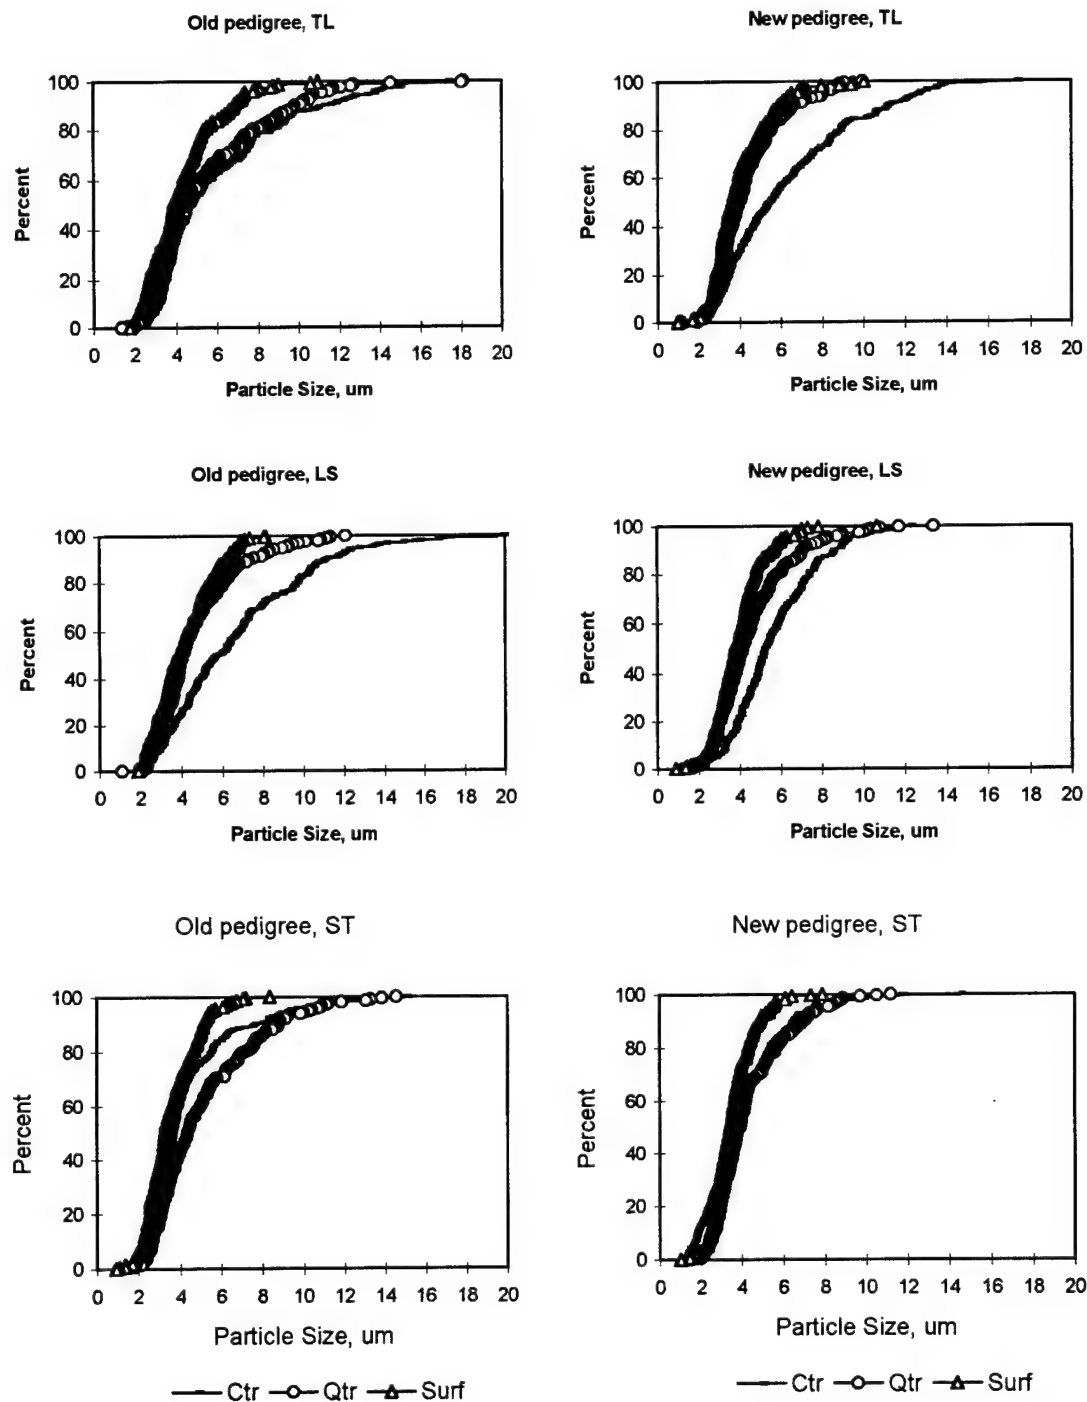 Old pedigree, TL
100
80
60
40
20
0
Percent
0 2 4 6 8 10 12 14 16 18 20
Particle Size, um
New pedigree, TL
100
80
60
40
20
0
Percent
0 2 4 6 8 10 12 14 16 18 20
Particle Size, um
Old pedigree, LS
100
80
60
40
20
0
Percent
0 2 4 6 8 10 12 14 16 18 20
Particle Size, um
New pedigree, LS
100
80
60
40
20
0
Percent
0 2 4 6 8 10 12 14 16 18 20
Particle Size, um
Old pedigree, ST
100
80
60
40
20
0
Percent
0 2 4 6 8 10 12 14 16 18 20
Particle Size, um
Ctr Qtr Surf
New pedigree, ST
100
80
60
40
20
0
Percent
0 2 4 6 8 10 12 14 16 18 20
Particle Size, um
Ctr Qtr Surf